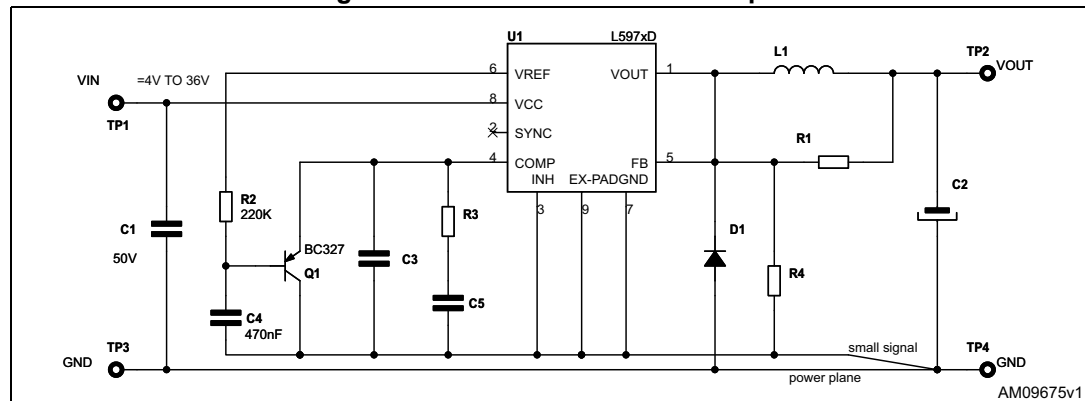 U1
L597xD
L1
TP2
VIN
=4V TO 36V
6
VREF
VOUT
1
VOUT
8
VCC
TP1
2
SYNC
R1
4
COMP
FB
5
INH
EX-PAD
GND
R2
220K
3
9
7
C2
R3
C1
D1
BC327
50V
C3
Q1
R4
C5
C4
470nF
TP3
small signal
TP4
GND
GND
power plane
AM09675v1